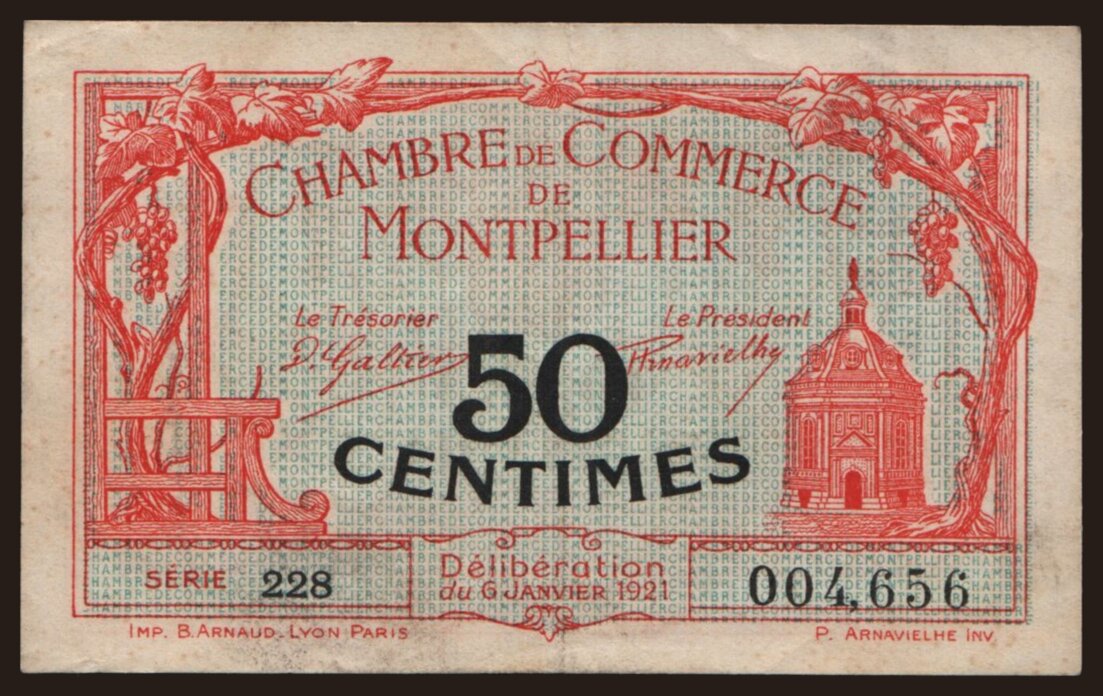 CHAMBRE DE COMMERCE
DE
MONTPELLIER
Le Trésorier
Le Président
50
CENTIMES
SÉRIE 228
Délibération
du 6 JANVIER 1921
004,656
IMP. B. ARNAUD. LYON PARIS
P. ARNAVIELHE INV.